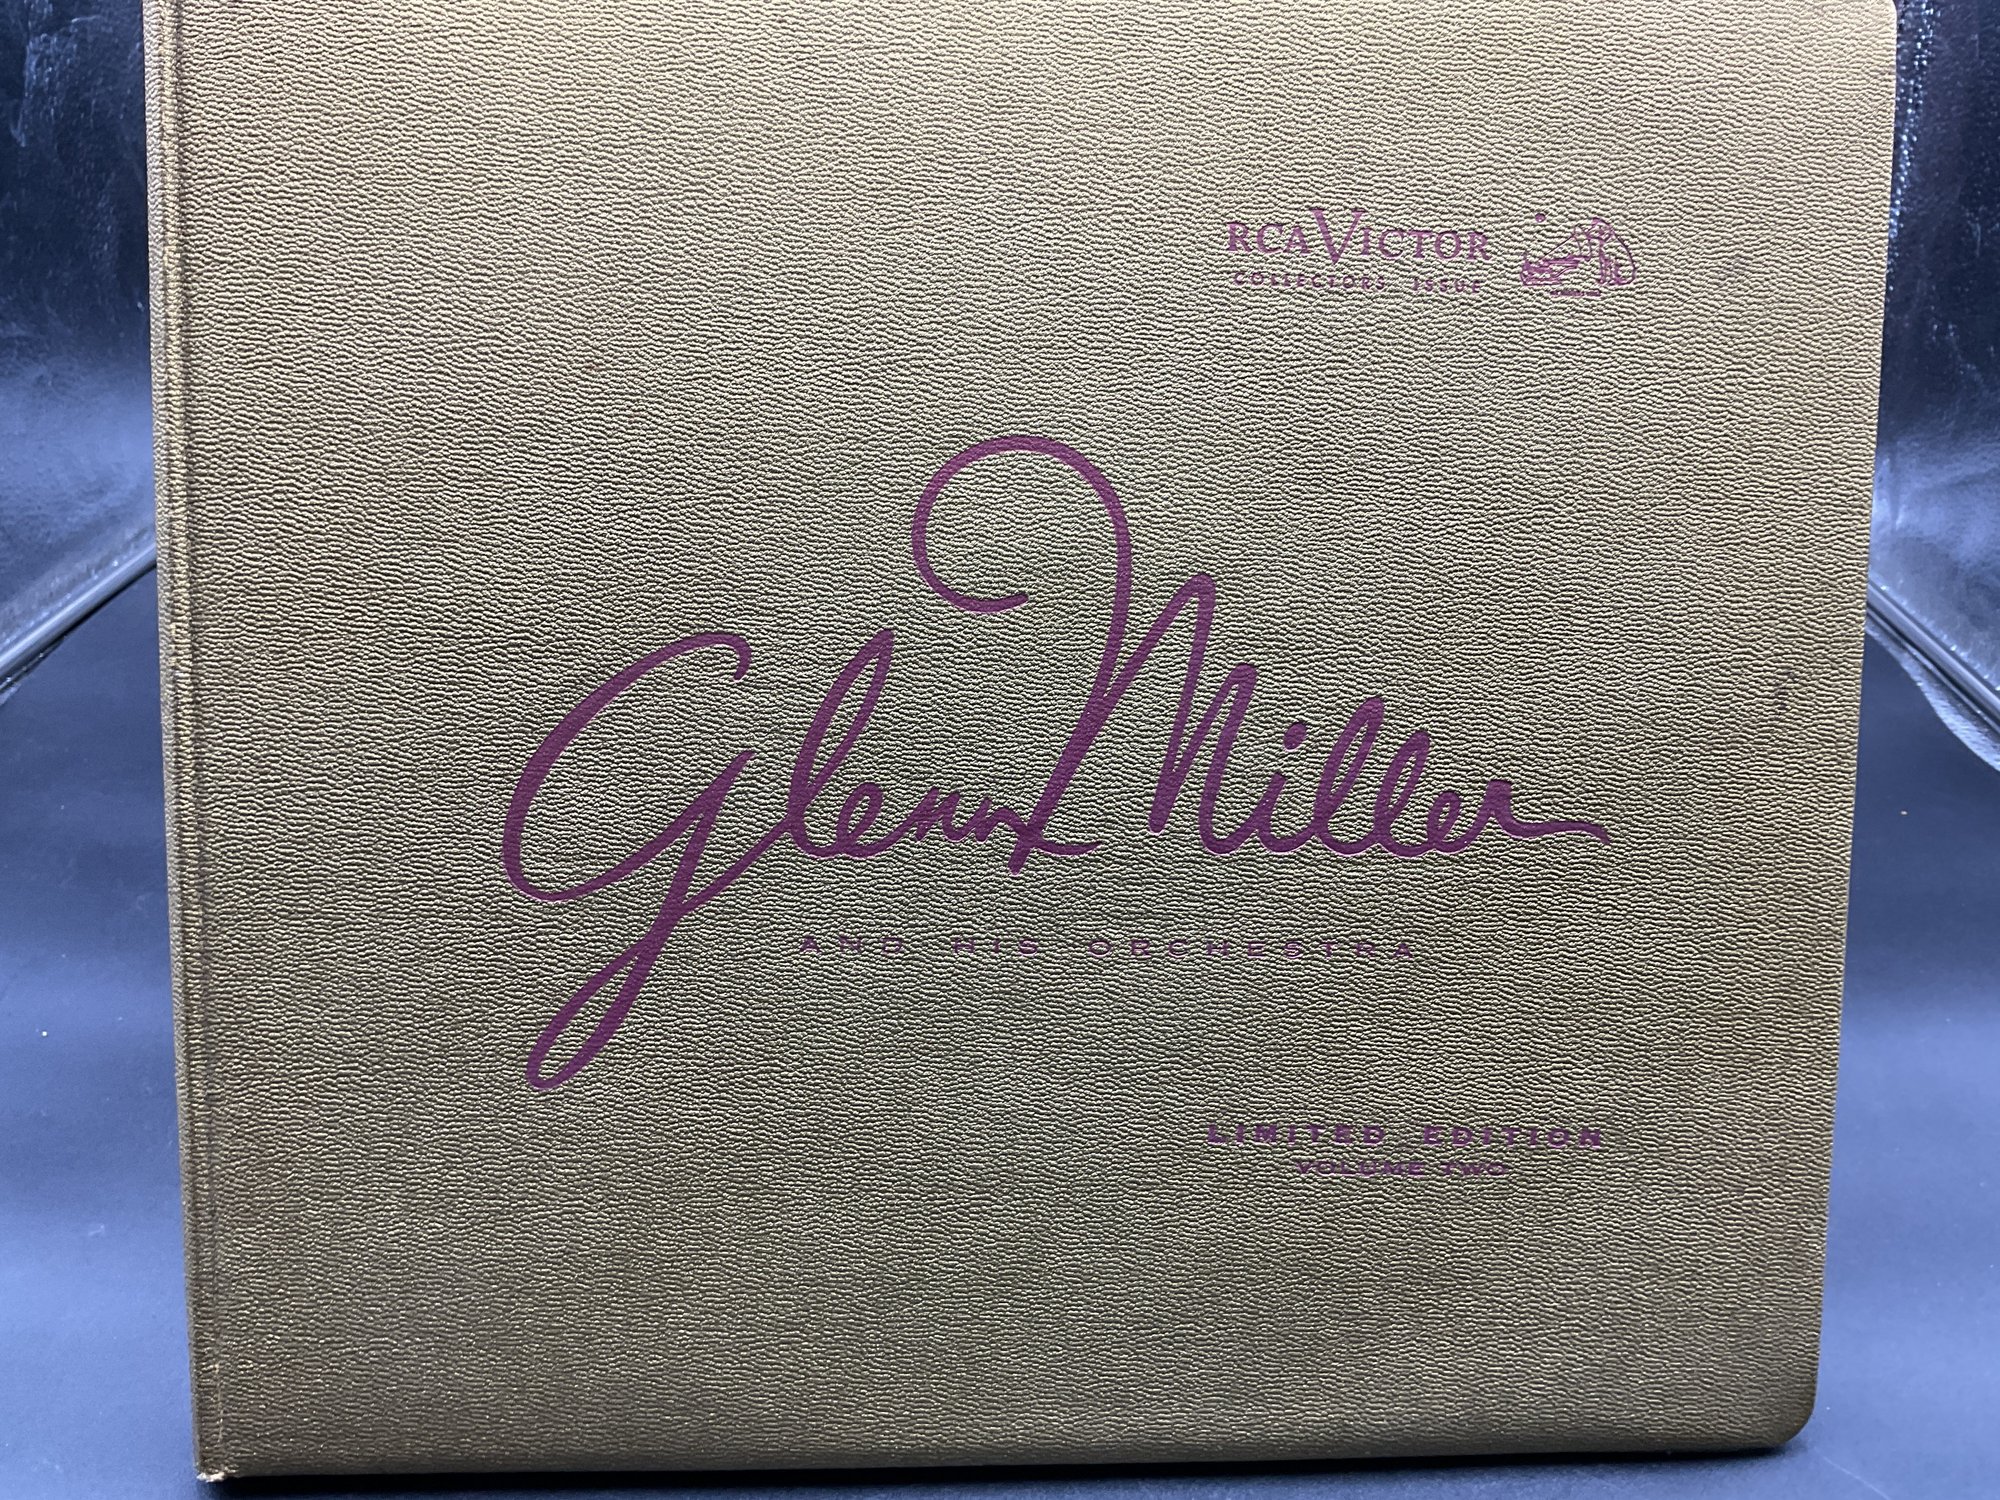 RCA VICTOR
COLLECTORS ISSUE
Glenn Miller
AND HIS ORCHESTRA
LIMITED EDITION
VOLUME TWO